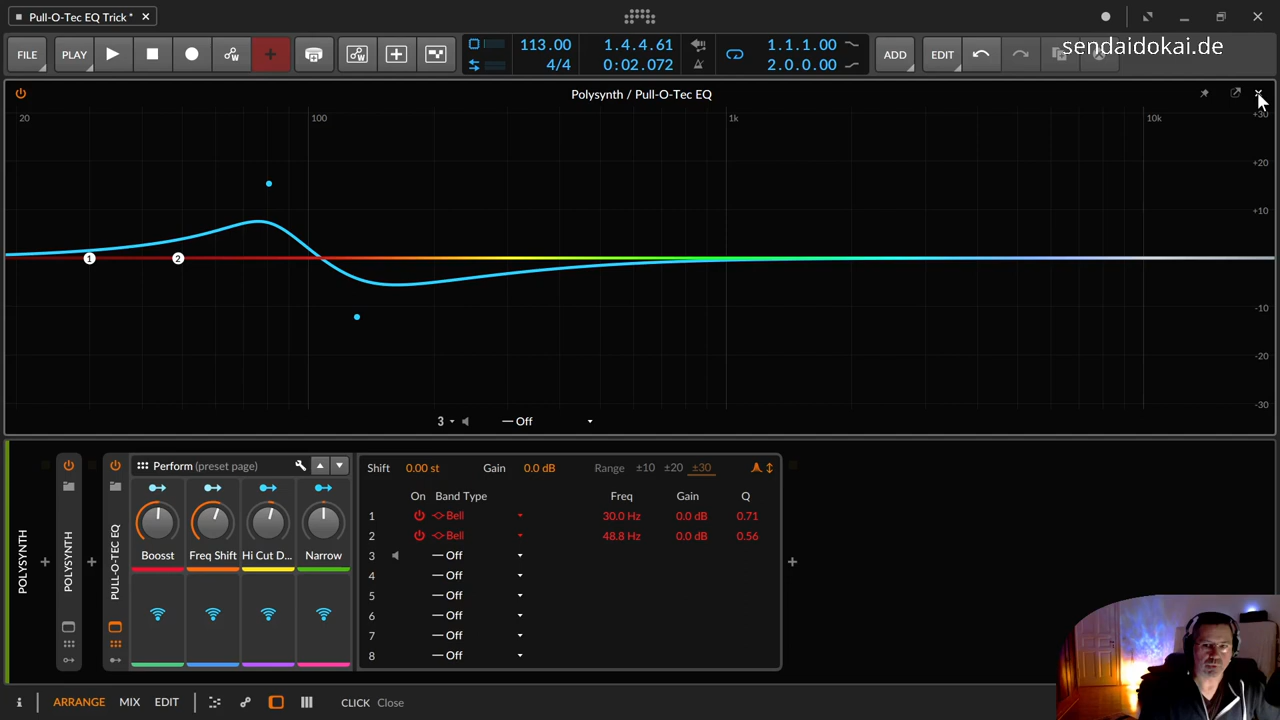 Pull-O-Tec EQ Trick *
sendaidokai.de
FILE
PLAY
113.00
4/4
1.4.4.61
0:02.072
1.1.1.00
2.0.0.00
ADD
EDIT
Polysynth / Pull-O-Tec EQ
20
100
1k
10k
+30
+20
+10
-10
-20
-30
1
2
3
Off
POLYSYNTH
POLYSYNTH
PULL-O-TEC EQ
Perform (preset page)
Boosst
Freq Shift
Hi Cut D...
Narrow
Shift 0.00 st Gain 0.0 dB Range ±10 ±20 ±30
On Band Type Freq Gain Q
1 Bell 30.0 Hz 0.0 dB 0.71
2 Bell 48.8 Hz 0.0 dB 0.56
3 Off
4 Off
5 Off
6 Off
7 Off
8 Off
i ARRANGE MIX EDIT CLICK Close